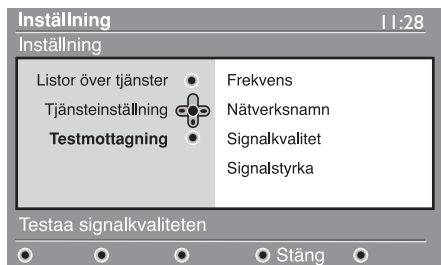 Inställning 11:28
Inställning
Listor över tjänster
Tjänsteinställning
Testmottagning
Frekvens
Nätverksnamn
Signalkvalitet
Signalstyrka
Testaa signalkvaliteten
Stäng